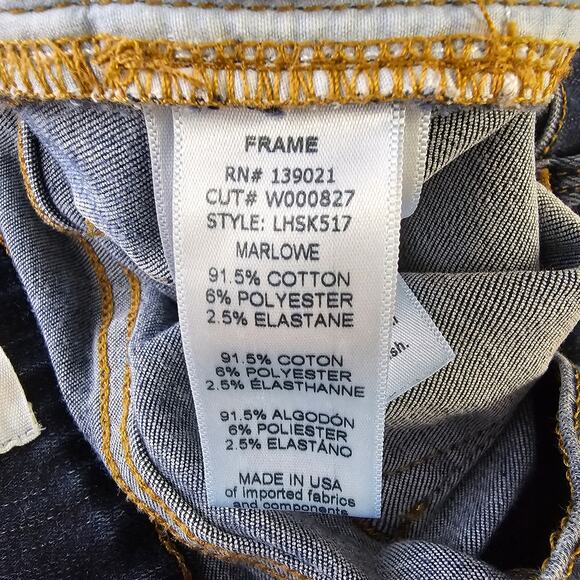 FRAME
RN# 139021
CUT# W000827
STYLE: LHSK517
MARLOWE
91.5% COTTON
6% POLYESTER
2.5% ELASTANE
91.5% COTON
6% POLYESTER
2.5% ÉLASTHANNE
91.5% ALGODÓN
6% POLIESTER
2.5% ELASTÁNO
MADE IN USA
of imported fabrics
and components
sh.